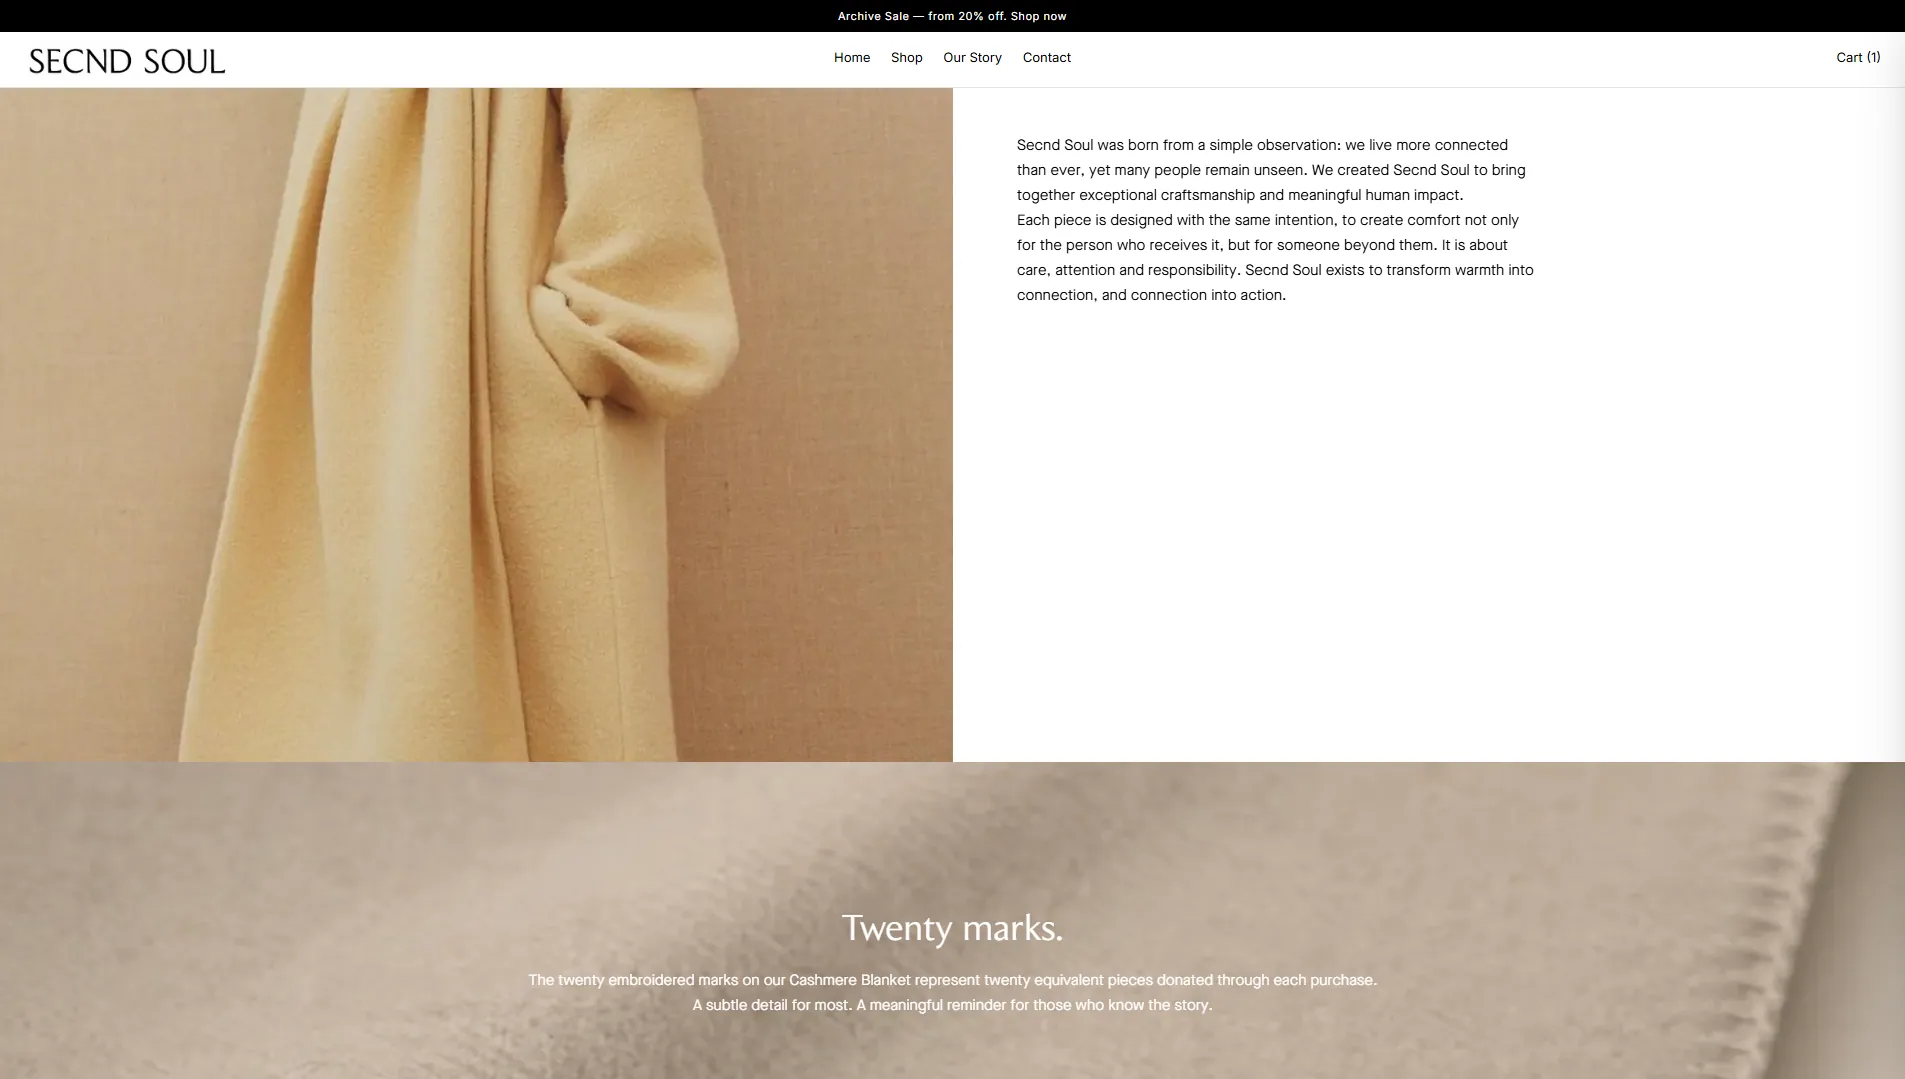 Archive Sale — from 20% off. Shop now
SECND SOUL
Home Shop Our Story Contact
Cart (1)
Secnd Soul was born from a simple observation: we live more connected
than ever, yet many people remain unseen. We created Secnd Soul to bring
together exceptional craftsmanship and meaningful human impact.
Each piece is designed with the same intention, to create comfort not only
for the person who receives it, but for someone beyond them. It is about
care, attention and responsibility. Secnd Soul exists to transform warmth into
connection, and connection into action.
Twenty marks.
The twenty embroidered marks on our Cashmere Blanket represent twenty equivalent pieces donated through each purchase.
A subtle detail for most. A meaningful reminder for those who know the story.